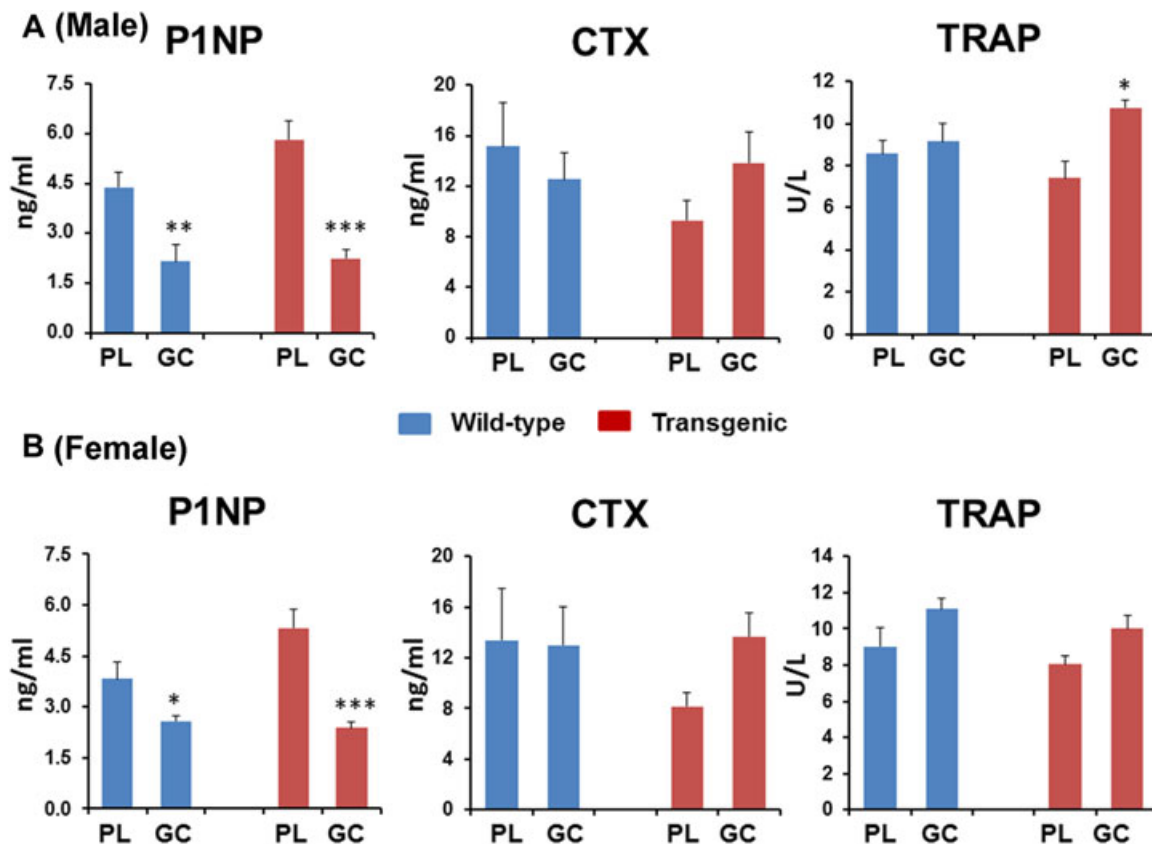 A (Male)
P1NP
CTX
TRAP
7.5
6.0
4.5
3.0
1.5
0.0
ng/ml
**
***
PL GC PL GC
20
16
12
8
4
0
ng/ml
PL GC PL GC
12
10
8
6
4
2
0
U/L
*
PL GC PL GC
Wild-type Transgenic
B (Female)
P1NP
CTX
TRAP
7.5
6.0
4.5
3.0
1.5
0.0
ng/ml
*
***
PL GC PL GC
20
16
12
8
4
0
ng/ml
PL GC PL GC
14
12
10
8
6
4
2
0
U/L
PL GC PL GC